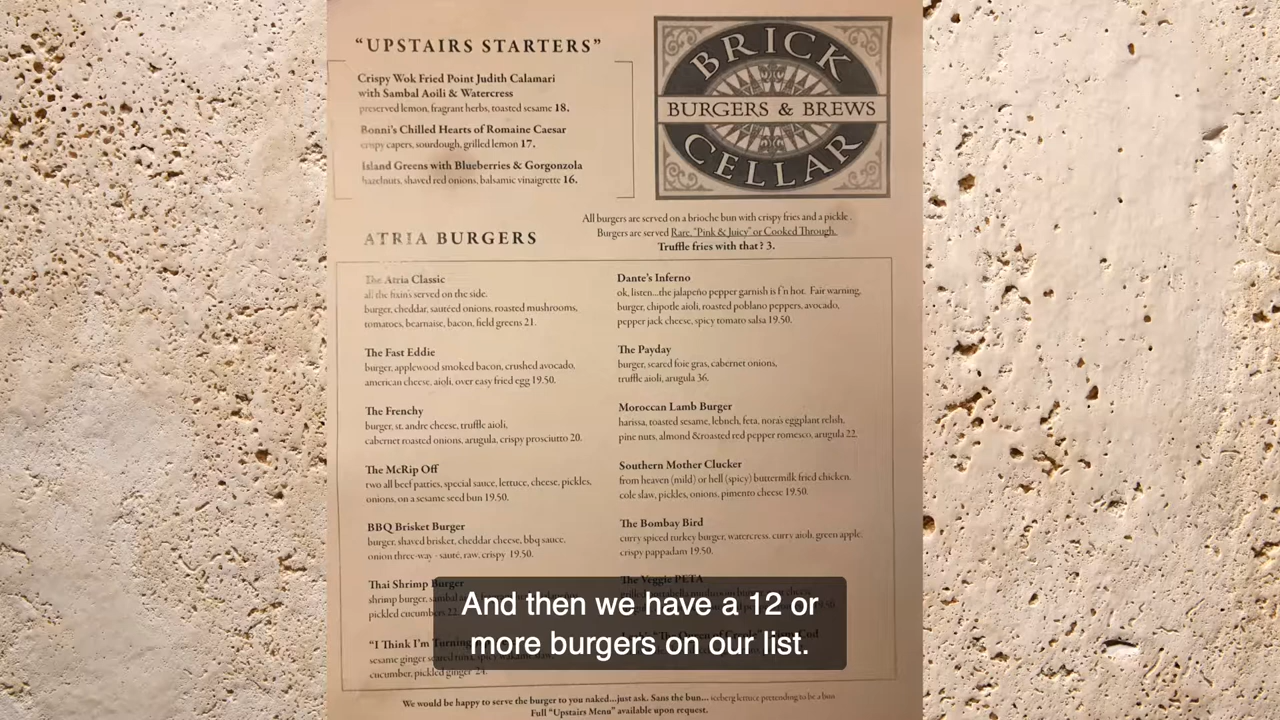 “UPSTAIRS STARTERS”
Crispy Wok Fried Point Judith Calamari
with Sambal Aoili & Watercress
preserved lemon, fragrant herbs, toasted sesame 18.
Bonni's Chilled Hearts of Romaine Caesar
crispy capers, sourdough, grilled lemon 17.
Island Greens with Blueberries & Gorgonzola
hazelnuts, shaved red onions, balsamic vinaigrette 16.
BRICK
BURGERS & BREWS
CELLAR
All burgers are served on a brioche bun with crispy fries and a pickle.
Burgers are served Rare, "Pink & Juicy" or Cooked Through.
Truffle fries with that? 3.
ATRIA BURGERS
The Atria Classic
all the fixin's served on the side.
burger, cheddar, sautéed onions, roasted mushrooms,
tomatoes, bearnaise, bacon, field greens 21.
The Fast Eddie
burger, applewood smoked bacon, crushed avocado,
american cheese, aioli, over easy fried egg 19.50.
The Frenchy
burger, st. andre cheese, truffle aioli,
cabernet roasted onions, arugula, crispy prosciutto 20.
The McRip Off
two all beef patties, special sauce, lettuce, cheese, pickles,
onions, on a sesame seed bun 19.50.
BBQ Brisket Burger
burger, shaved brisket, cheddar cheese, bbq sauce,
onion three-way - sauté, raw, crispy 19.50.
Thai Shrimp Burger
shrimp burger, sambal
pickled cucumbers 22.
“I Think I'm Turning
sesame ginger seared tuna,
cucumber, pickled ginger 24.
Dante's Inferno
ok, listen...the jalapeño pepper garnish is f'n hot. Fair warning.
burger, chipotle aioli, roasted poblano peppers, avocado,
pepper jack cheese, spicy tomato salsa 19.50.
The Payday
burger, seared foie gras, cabernet onions,
truffle aioli, arugula 36.
Moroccan Lamb Burger
harissa, toasted sesame, lebneh, feta, nora's eggplant relish,
pine nuts, almond &roasted red pepper romesco, arugula 22.
Southern Mother Clucker
from heaven (mild) or hell (spicy) buttermilk fried chicken.
cole slaw, pickles, onions, pimento cheese 19.50.
The Bombay Bird
curry spiced turkey burger, watercress, curry aioli, green apple,
crispy pappadam 19.50.
The Veggie PETA
And then we have a 12 or
more burgers on our list.
We would be happy to serve the burger to you naked...just ask. Sans the bun... iceberg lettuce pretending to be a bun
Full “Upstairs Menu” available upon request.